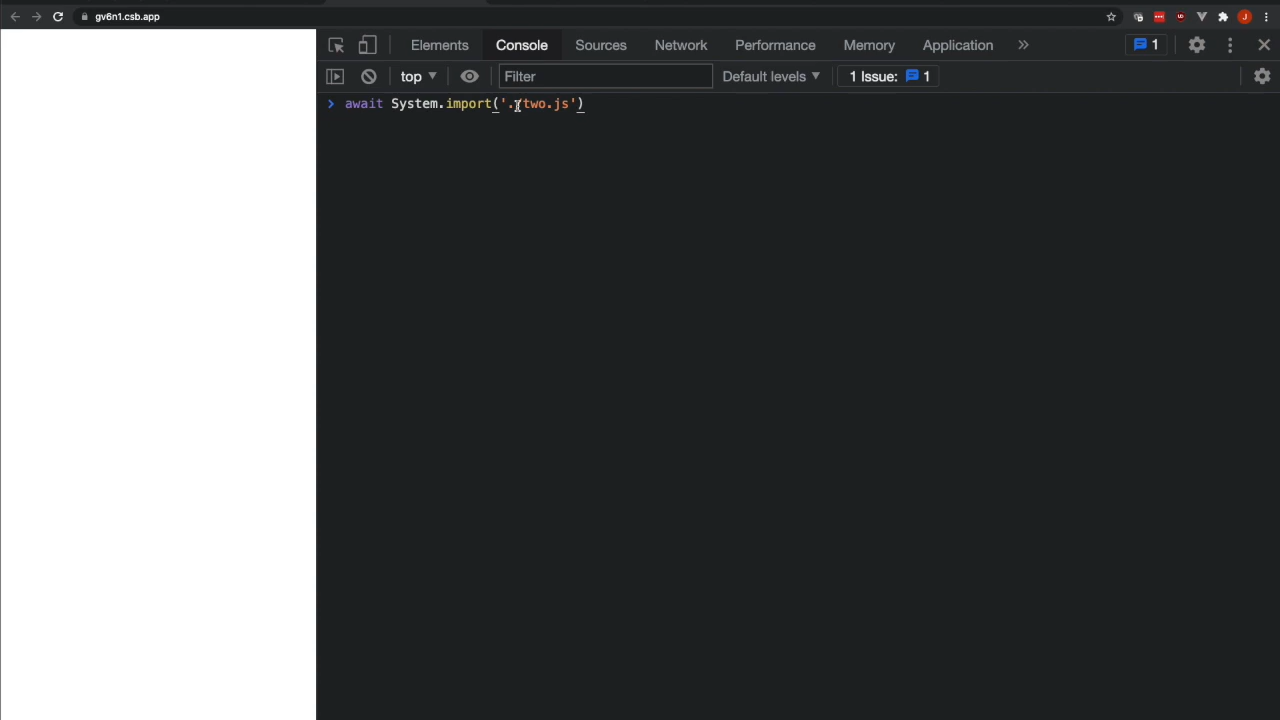 gv6n1.csb.app
Elements Console Sources Network Performance Memory Application » 1
top ▼ Filter Default levels ▼ 1 Issue: 1
> await System.import('./two.js')